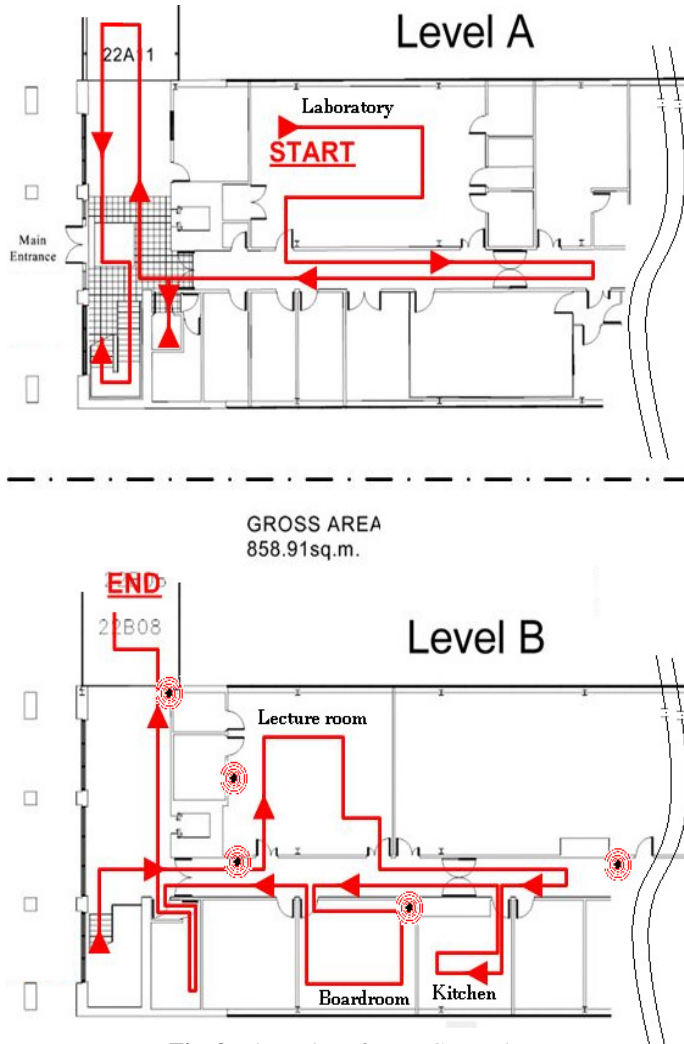 Level A
22A11
Laboratory
START
Main
Entrance
GROSS AREA
858.91sq.m.
END
22B08
Level B
Lecture room
Boardroom
Kitchen